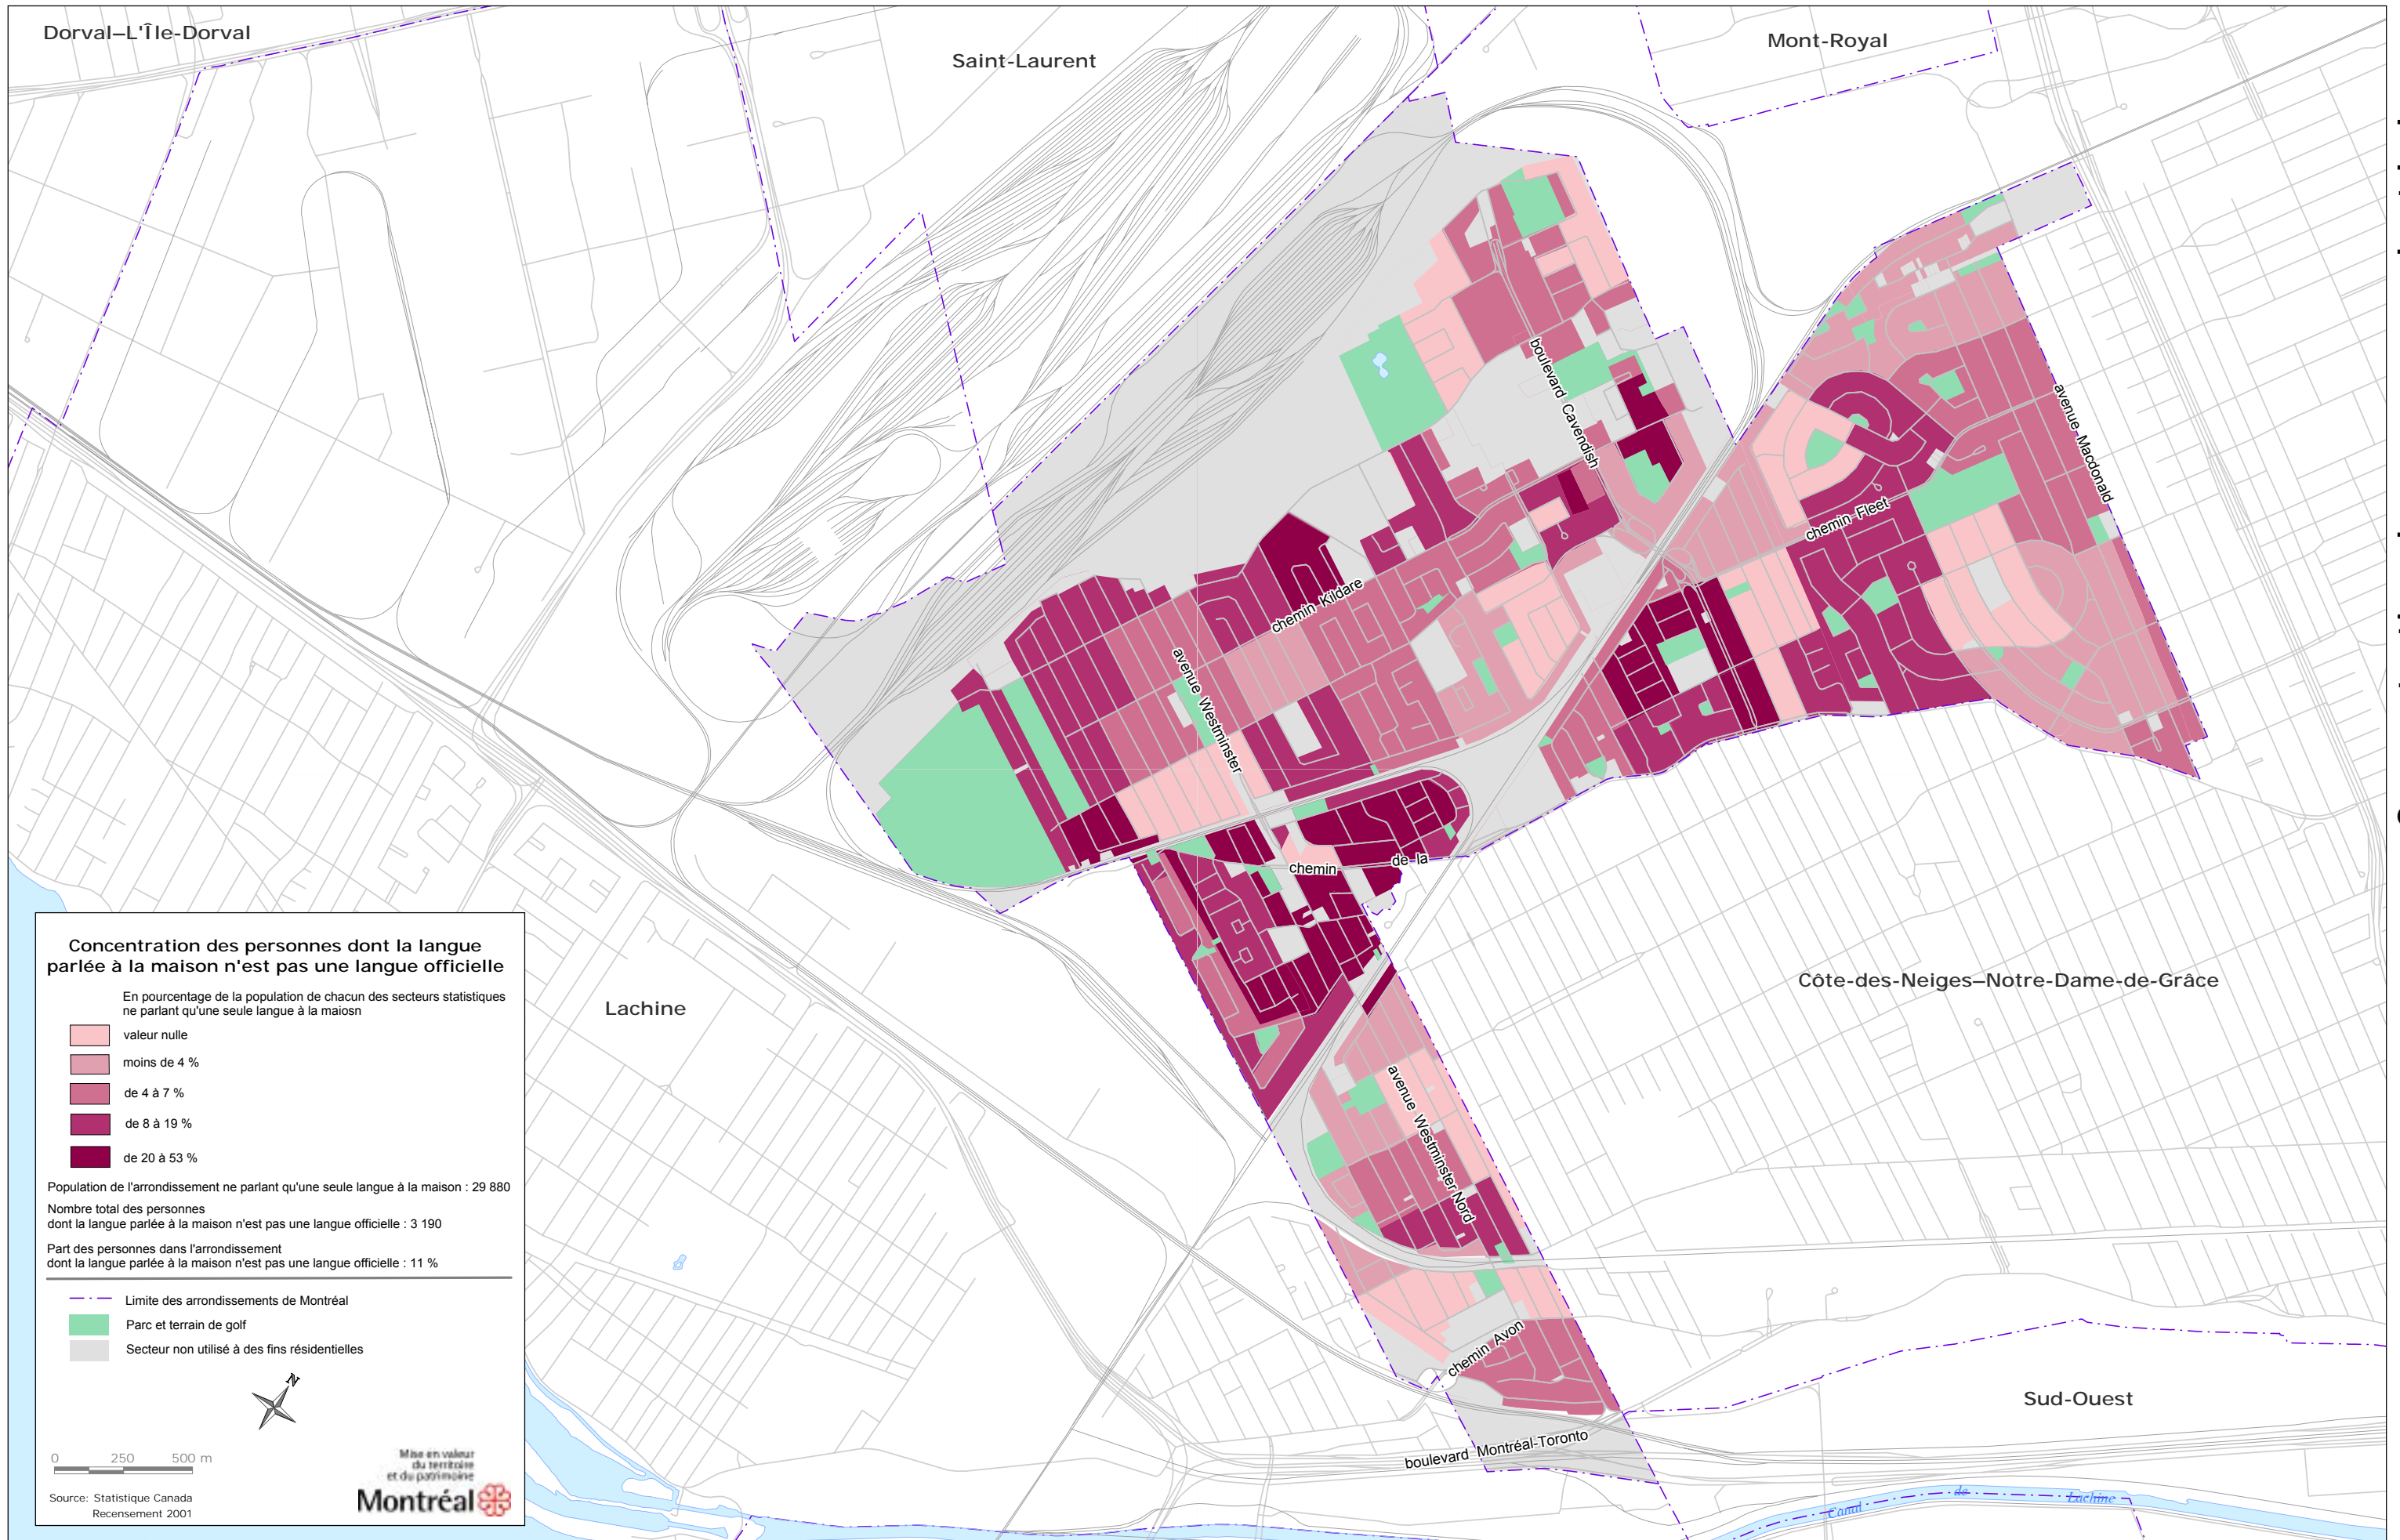 Dorval–L'Île-Dorval
Saint-Laurent
Mont-Royal
boulevard Cavendish
avenue Macdonald
chemin Fleet
chemin Kildare
avenue Westminster
chemin de la
Lachine
Côte-des-Neiges–Notre-Dame-de-Grâce
avenue Westminster Nord
chemin Avon
boulevard Montréal-Toronto
Sud-Ouest
Canal de Lachine
Concentration des personnes dont la langue
parlée à la maison n'est pas une langue officielle
En pourcentage de la population de chacun des secteurs statistiques
ne parlant qu'une seule langue à la maiosn
valeur nulle
moins de 4 %
de 4 à 7 %
de 8 à 19 %
de 20 à 53 %
Population de l'arrondissement ne parlant qu'une seule langue à la maison : 29 880
Nombre total des personnes
dont la langue parlée à la maison n'est pas une langue officielle : 3 190
Part des personnes dans l'arrondissement
dont la langue parlée à la maison n'est pas une langue officielle : 11 %
Limite des arrondissements de Montréal
Parc et terrain de golf
Secteur non utilisé à des fins résidentielles
N
0 250 500 m
Source: Statistique Canada
Recensement 2001
Mise en valeur
du territoire
et du patrimoine
Montréal